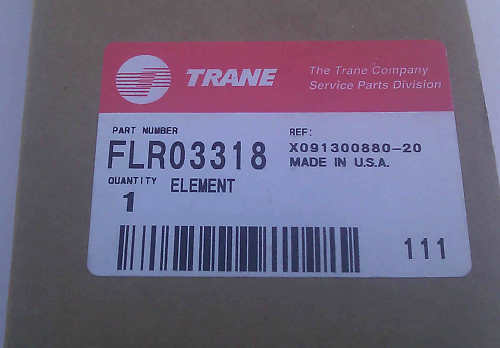 TRANE
The Trane Company
Service Parts Division
PART NUMBER
FLR03318
REF:
X091300880-20
MADE IN U.S.A.
QUANTITY
1
ELEMENT
111